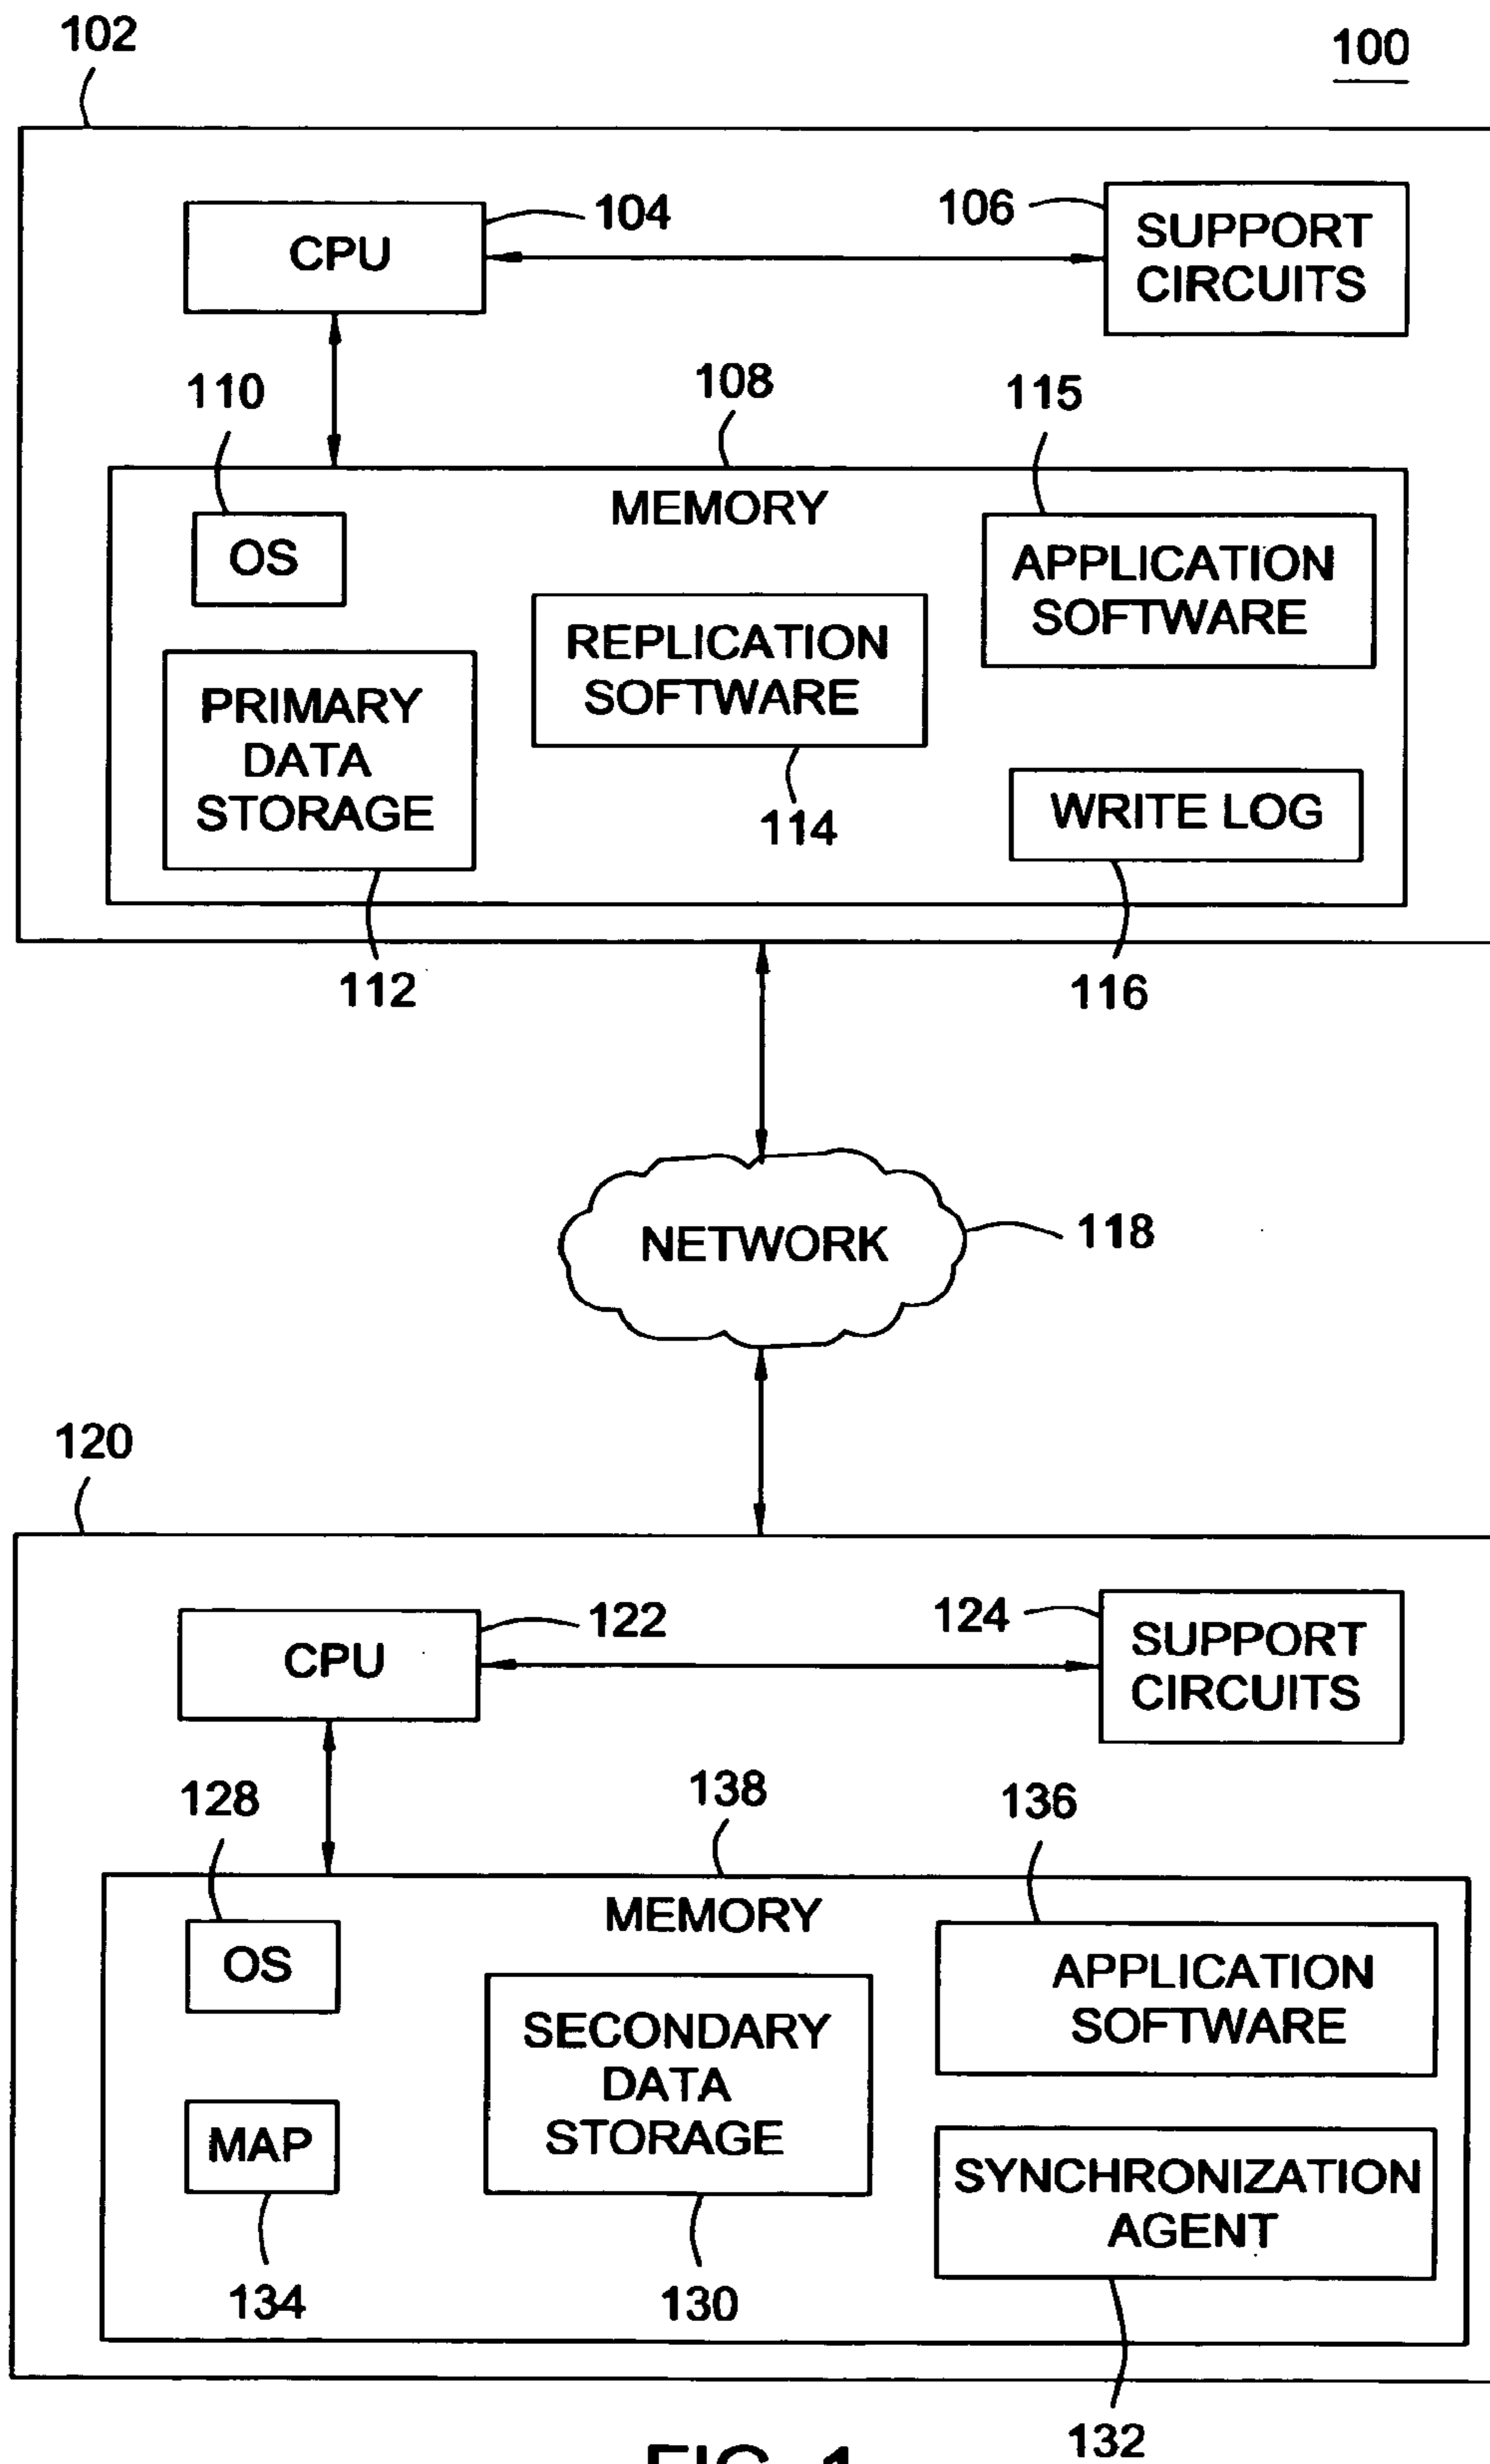 102
100
CPU
104
106
SUPPORT
CIRCUITS
110
108
115
MEMORY
OS
APPLICATION
SOFTWARE
REPLICATION
SOFTWARE
PRIMARY
DATA
STORAGE
114
WRITE LOG
112
116
NETWORK
118
120
CPU
122
124
SUPPORT
CIRCUITS
128
138
136
MEMORY
OS
APPLICATION
SOFTWARE
SECONDARY
DATA
STORAGE
MAP
SYNCHRONIZATION
AGENT
134
130
132
FIG. 1